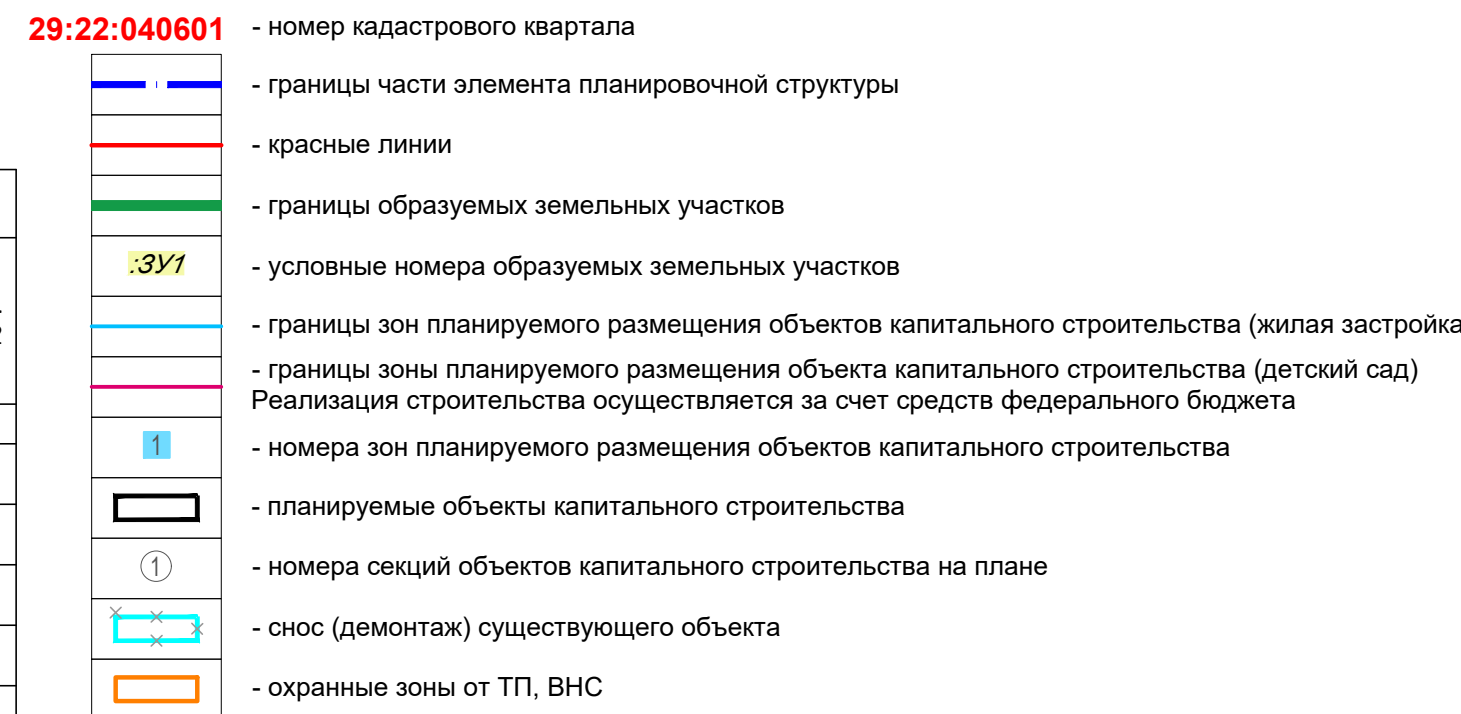 29:22:040601 - номер кадастрового квартала
- границы части элемента планировочной структуры
- красные линии
- границы образуемых земельных участков
:ЗУ1 - условные номера образуемых земельных участков
- границы зон планируемого размещения объектов капитального строительства (жилая застройка
- границы зоны планируемого размещения объекта капитального строительства (детский сад)
Реализация строительства осуществляется за счет средств федерального бюджета
1 - номера зон планируемого размещения объектов капитального строительства
- планируемые объекты капитального строительства
1 - номера секций объектов капитального строительства на плане
- снос (демонтаж) существующего объекта
- охранные зоны от ТП, ВНС